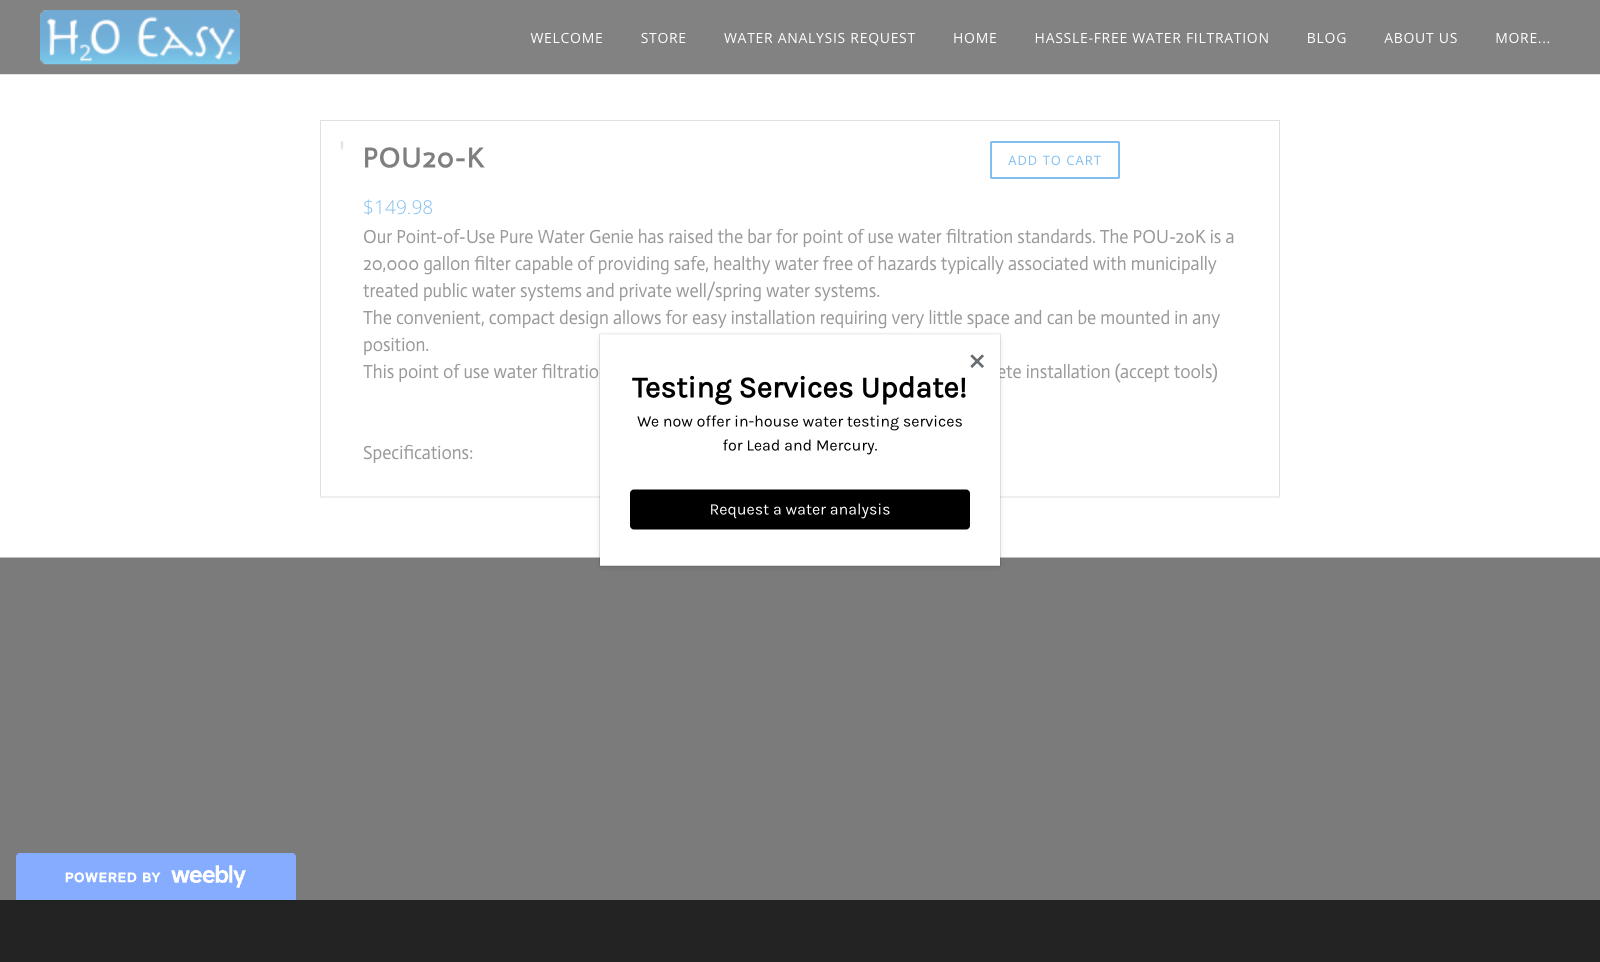 H2O Easy
WELCOME STORE WATER ANALYSIS REQUEST HOME HASSLE-FREE WATER FILTRATION BLOG ABOUT US MORE...
POU20-K
ADD TO CART
$149.98
Our Point-of-Use Pure Water Genie has raised the bar for point of use water filtration standards. The POU-20K is a
20,000 gallon filter capable of providing safe, healthy water free of hazards typically associated with municipally
treated public water systems and private well/spring water systems.
The convenient, compact design allows for easy installation requiring very little space and can be mounted in any
position.
This point of use water installation (accept tools)
Specifications:
Testing Services Update!
We now offer in-house water testing services
for Lead and Mercury.
Request a water analysis
POWERED BY weebly